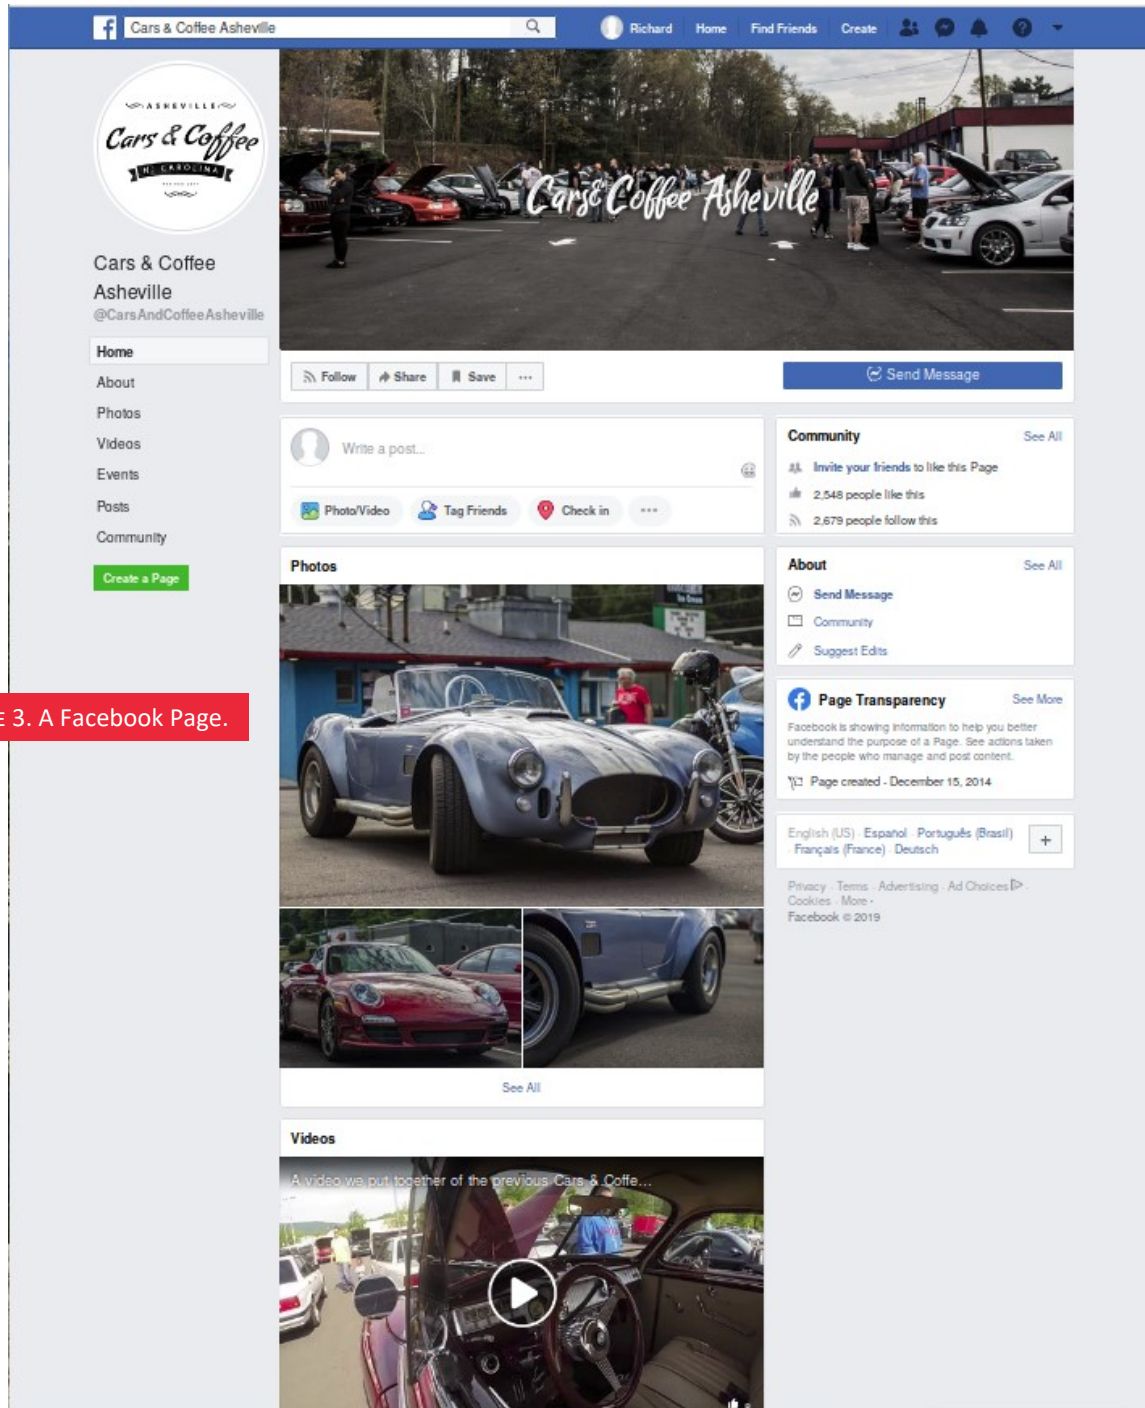 Cars & Coffee Asheville
Richard Home Find Friends Create
ASHEVILLE
Cars & Coffee
N. CAROLINA
Cars & Coffee Asheville
Cars & Coffee
Asheville
@CarsAndCoffeeAsheville
Home
About
Photos
Videos
Events
Posts
Community
Create a Page
Follow Share Save ...
Send Message
Write a post...
Photo/Video Tag Friends Check in ...
Community See All
Invite your friends to like this Page
2,548 people like this
2,679 people follow this
About See All
Send Message
Community
Suggest Edits
Page Transparency See More
Facebook is showing information to help you better
understand the purpose of a Page. See actions taken
by the people who manage and post content.
Page created - December 15, 2014
English (US) · Español · Português (Brasil)
· Français (France) · Deutsch
Privacy · Terms · Advertising · Ad Choices ·
Cookies · More
Facebook © 2019
Photos
See All
Videos
A video we put together of the previous Cars & Coffe...
E 3. A Facebook Page.